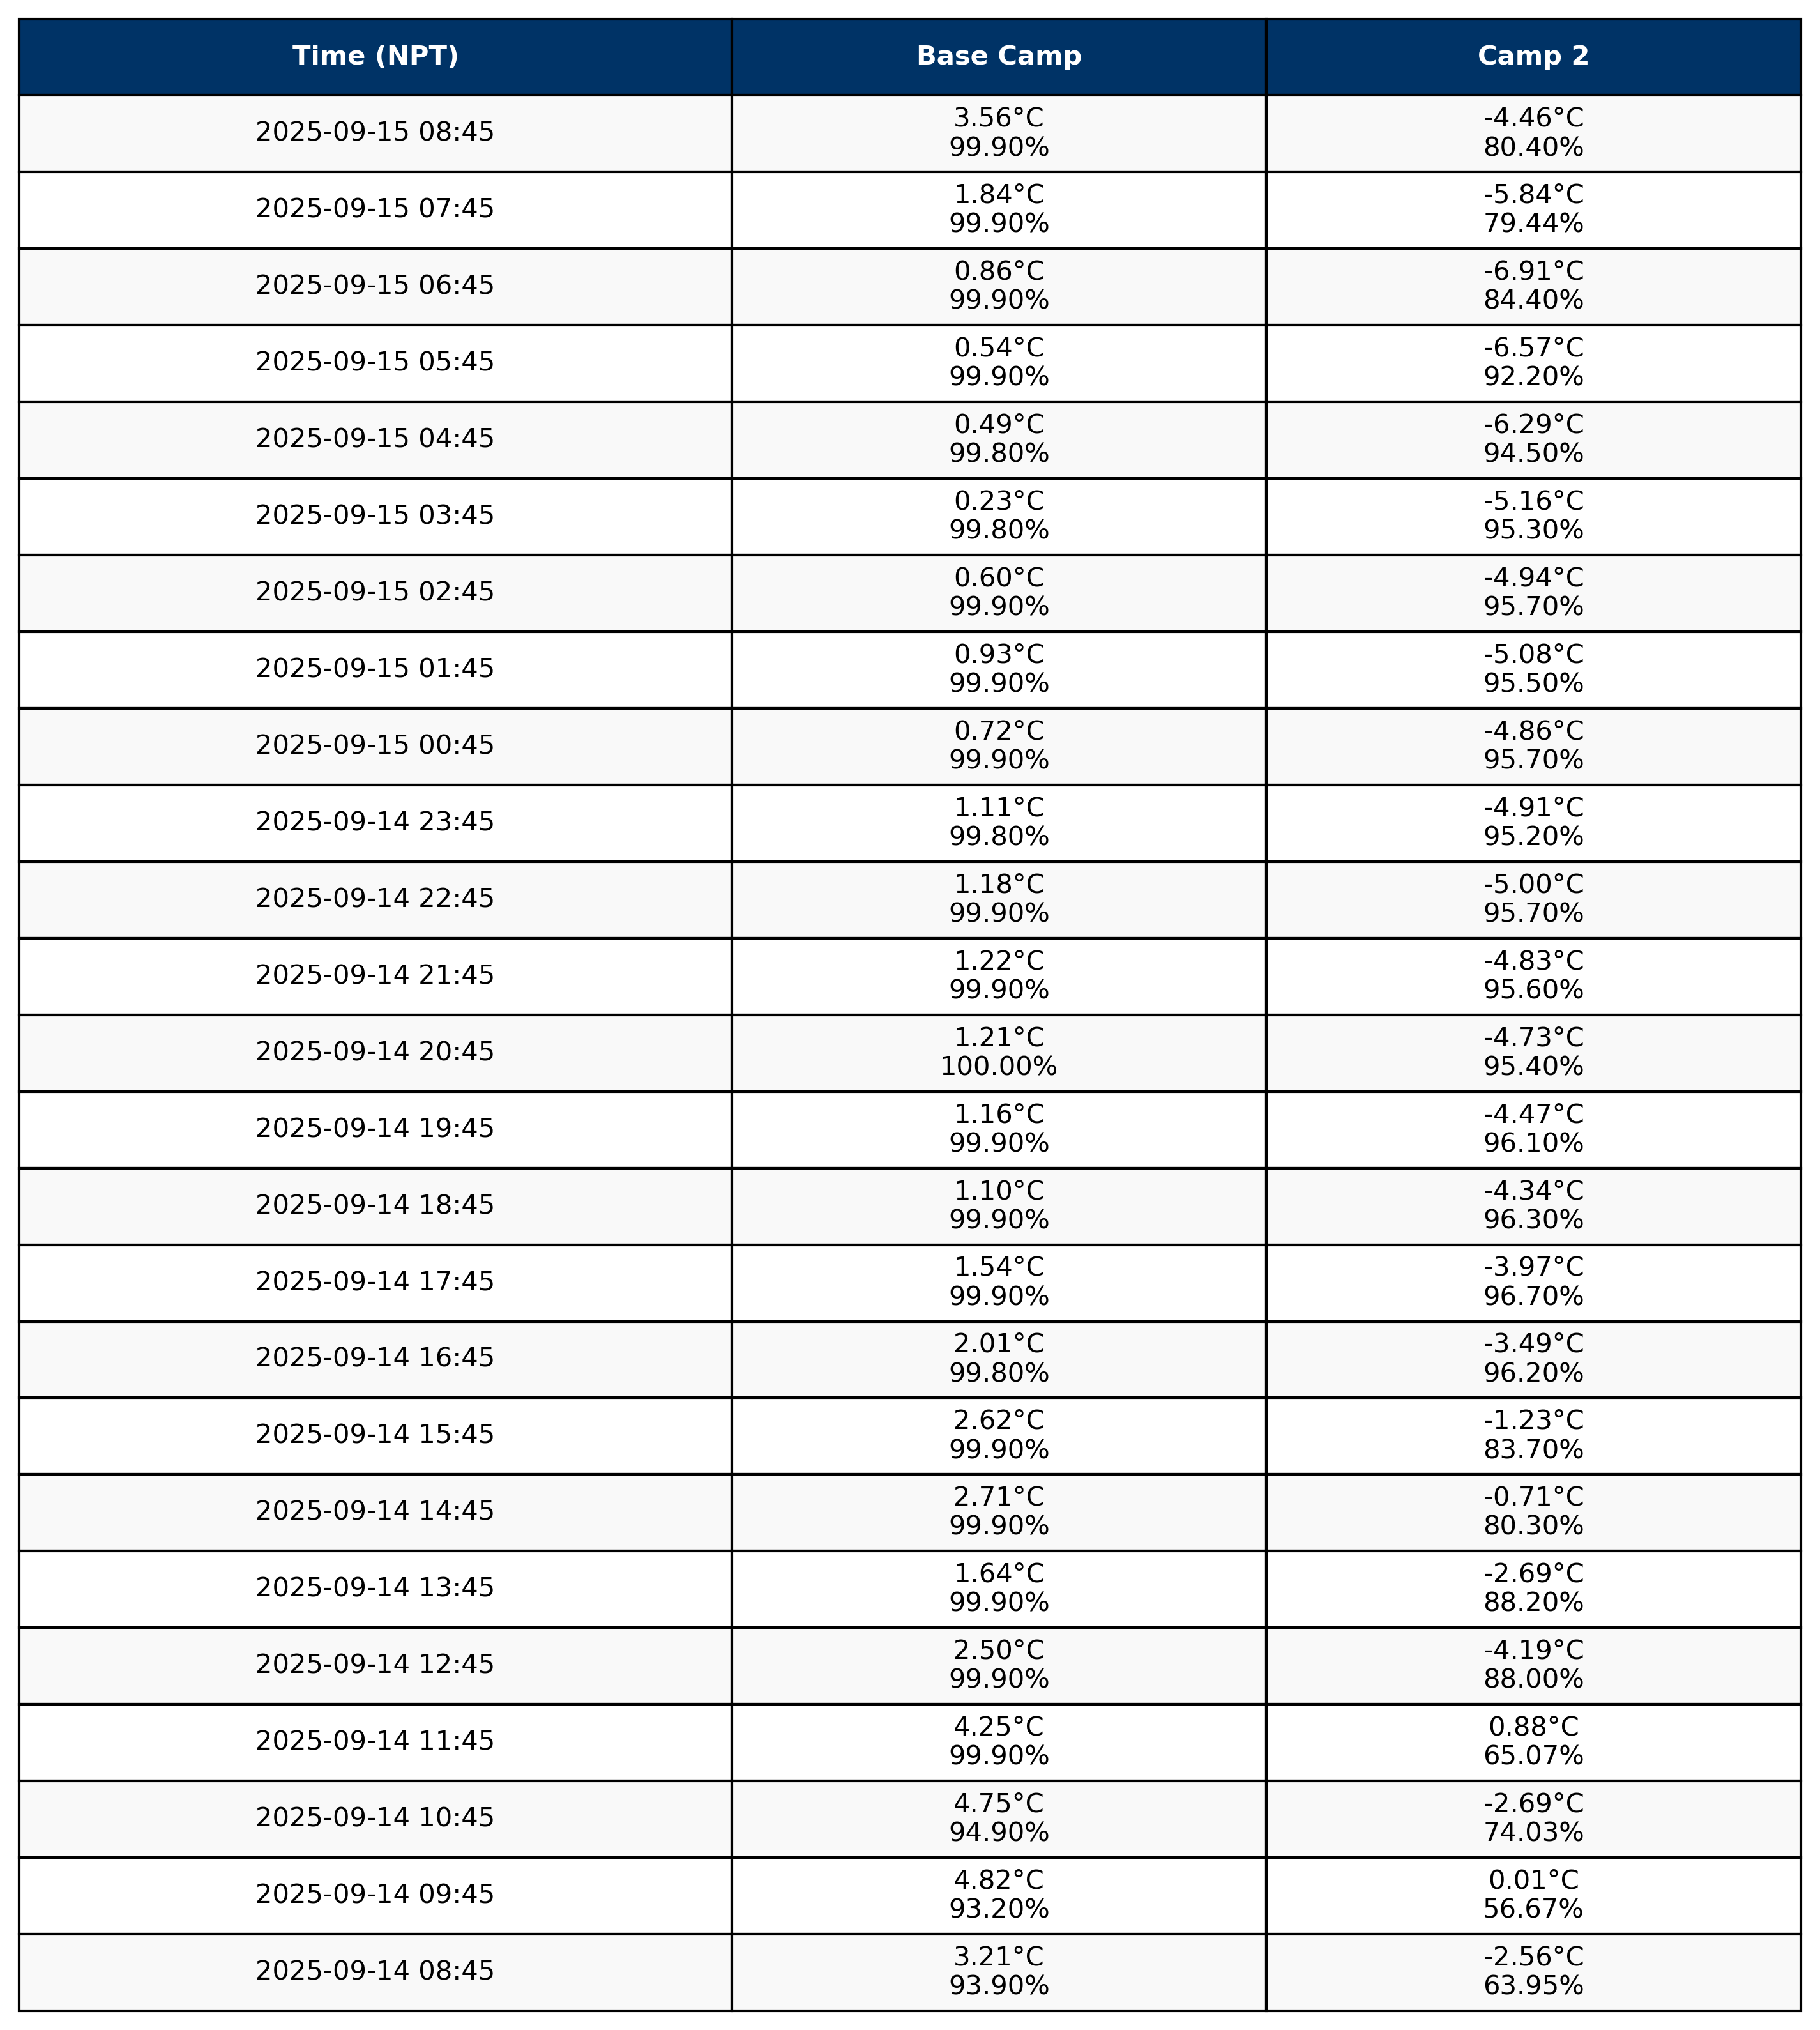 Time (NPT) Base Camp Camp 2
3.56°C -4.46°C
2025-09-15 08:45
99.90% 80.40%
1.84°C -5.84°C
2025-09-15 07:45
99.90% 79.44%
0.86°C -6.91°C
2025-09-15 06:45
99.90% 84.40%
0.54°C -6.57°C
2025-09-15 05:45
99.90% 92.20%
0.49°C -6.29°C
2025-09-15 04:45
99.80% 94.50%
0.23°C -5.16°C
2025-09-15 03:45
99.80% 95.30%
0.60°C -4.94°C
2025-09-15 02:45
99.90% 95.70%
0.93°C -5.08°C
2025-09-15 01:45
99.90% 95.50%
0.72°C -4.86°C
2025-09-15 00:45
99.90% 95.70%
1.11°C -4.91°C
2025-09-14 23:45
99.80% 95.20%
1.18°C -5.00°C
2025-09-14 22:45
99.90% 95.70%
1.22°C -4.83°C
2025-09-14 21:45
99.90% 95.60%
1.21°C -4.73°C
2025-09-14 20:45
100.00% 95.40%
1.16°C -4.47°C
2025-09-14 19:45
99.90% 96.10%
1.10°C -4.34°C
2025-09-14 18:45
99.90% 96.30%
1.54°C -3.97°C
2025-09-14 17:45
99.90% 96.70%
2.01°C -3.49°C
2025-09-14 16:45
99.80% 96.20%
2.62°C -1.23°C
2025-09-14 15:45
99.90% 83.70%
2.71°C -0.71°C
2025-09-14 14:45
99.90% 80.30%
1.64°C -2.69°C
2025-09-14 13:45
99.90% 88.20%
2.50°C -4.19°C
2025-09-14 12:45
99.90% 88.00%
4.25°C 0.88°C
2025-09-14 11:45
99.90% 65.07%
4.75°C -2.69°C
2025-09-14 10:45
94.90% 74.03%
4.82°C 0.01°C
2025-09-14 09:45
93.20% 56.67%
3.21°C -2.56°C
2025-09-14 08:45
93.90% 63.95%